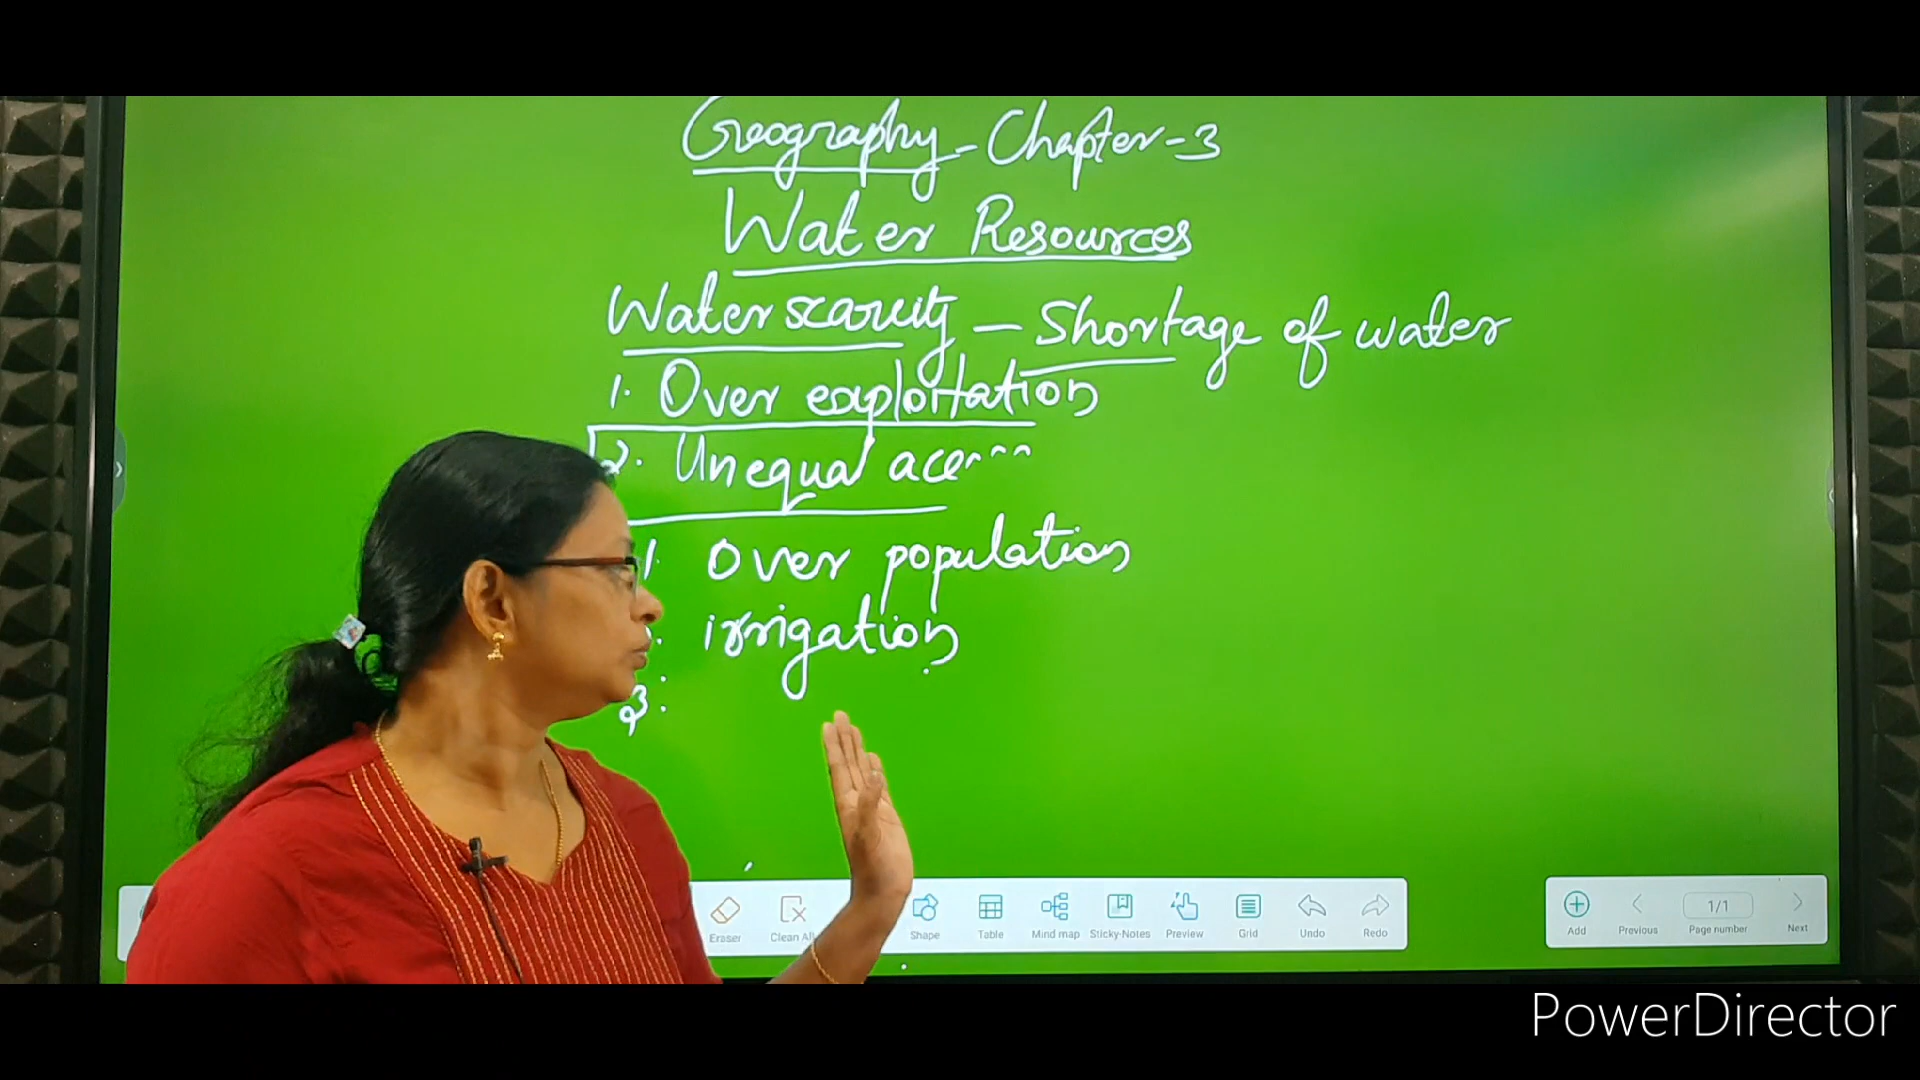 Geography - Chapter - 3
Water Resources
Water scarcity - Shortage of water
1. Over exploitation
2. Unequal
1. Over population
irrigation
3.
Eraser
Clean All
Shape
Table
Mind map
Sticky-Notes
Preview
Grid
Undo
Redo
Add
Previous
1/1
Page number
Next
PowerDirector